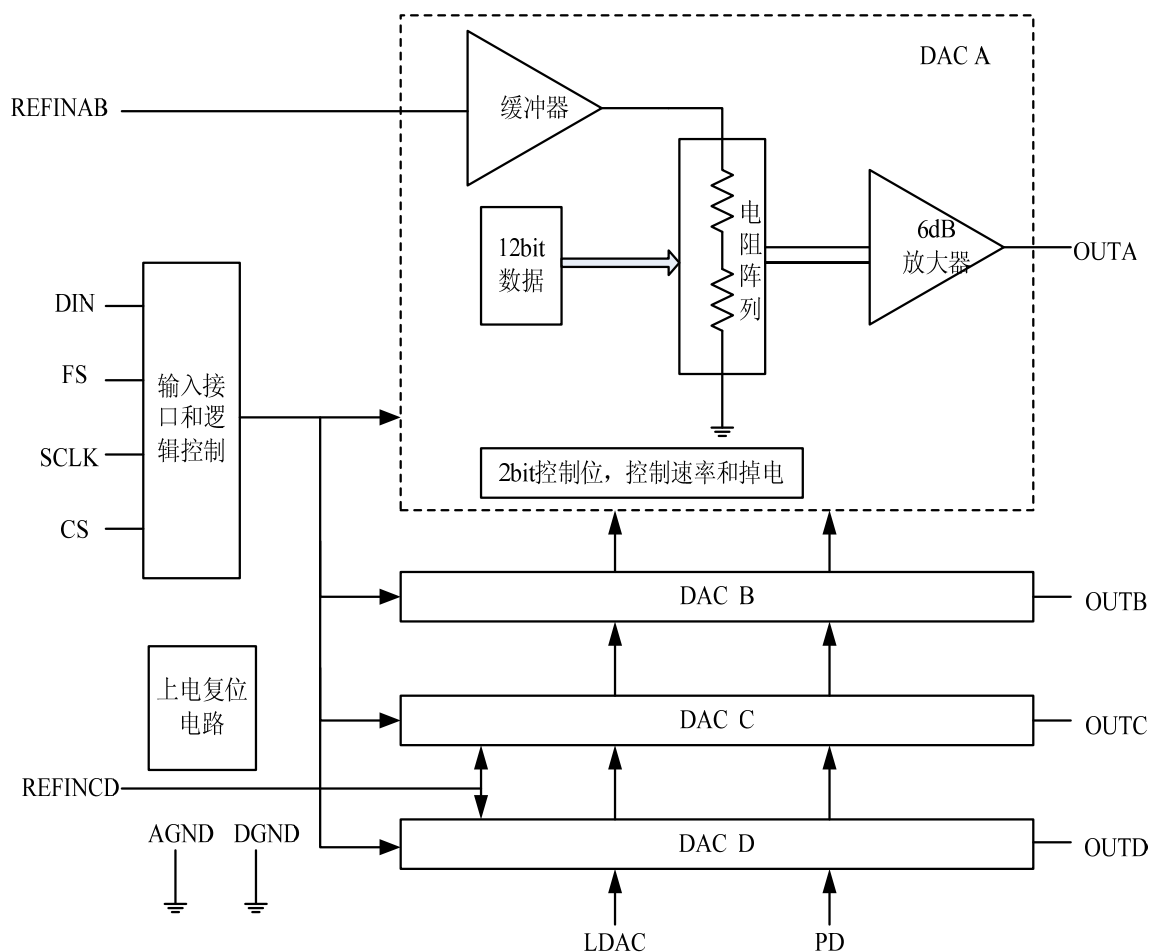 DAC A
REFINAB
缓冲器
电
阻
阵
列
12bit
数据
6dB
放大器
OUTA
DIN
FS
SCLK
CS
输入接
口和逻
辑控制
2bit控制位，控制速率和掉电
DAC B
OUTB
上电复位
电路
DAC C
OUTC
REFINCD
AGND
DGND
DAC D
OUTD
LDAC
PD